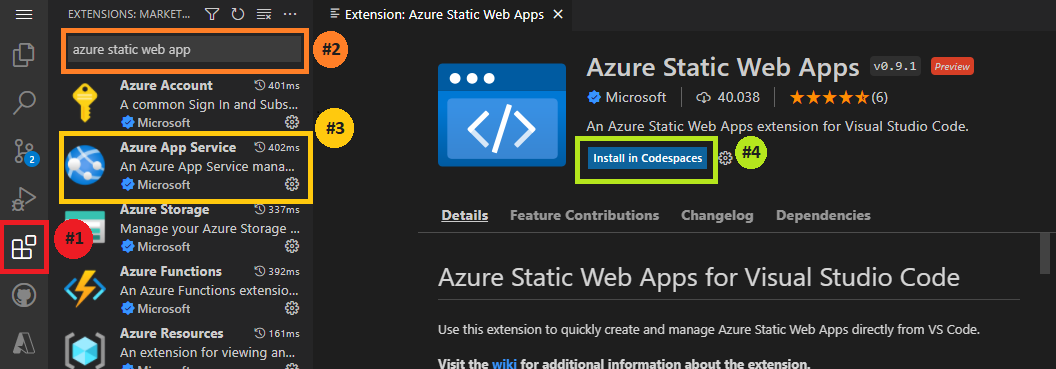 EXTENSIONS: MARKET...
azure static web app
#2
Azure Account
401ms
A common Sign In and Subs...
Microsoft
#3
Azure App Service
402ms
An Azure App Service mana...
Microsoft
2
Azure Storage
337ms
Manage your Azure Storage ...
Microsoft
#1
Azure Functions
392ms
An Azure Functions extensio...
Microsoft
Azure Resources
161ms
An extension for viewing an...
Microsoft
Extension: Azure Static Web Apps
Azure Static Web Apps v0.9.1 Preview
Microsoft 40.038 (6)
An Azure Static Web Apps extension for Visual Studio Code.
Install in Codespaces
#4
Details Feature Contributions Changelog Dependencies
Azure Static Web Apps for Visual Studio Code
Use this extension to quickly create and manage Azure Static Web Apps directly from VS Code.
Visit the wiki for additional information about the extension.